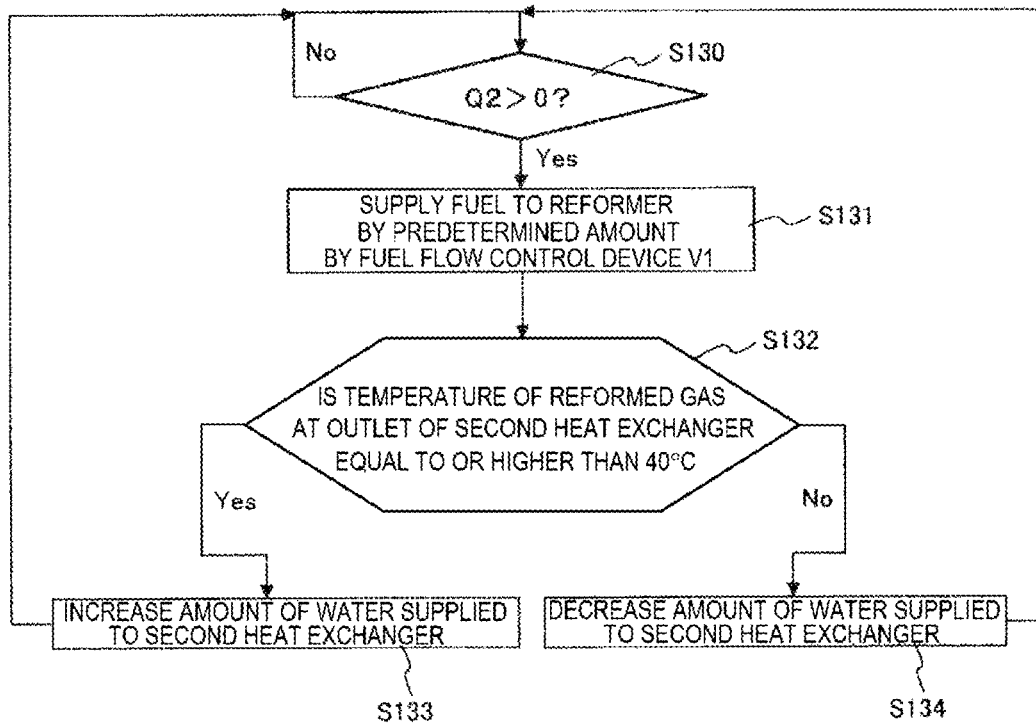 No
S130
Q2＞0?
Yes
SUPPLY FUEL TO REFORMER
BY PREDETERMINED AMOUNT
BY FUEL FLOW CONTROL DEVICE V1
S131
S132
IS TEMPERATURE OF REFORMED GAS
AT OUTLET OF SECOND HEAT EXCHANGER
EQUAL TO OR HIGHER THAN 40°C
Yes
No
INCREASE AMOUNT OF WATER SUPPLIED
TO SECOND HEAT EXCHANGER
DECREASE AMOUNT OF WATER SUPPLIED
TO SECOND HEAT EXCHANGER
S133
S134